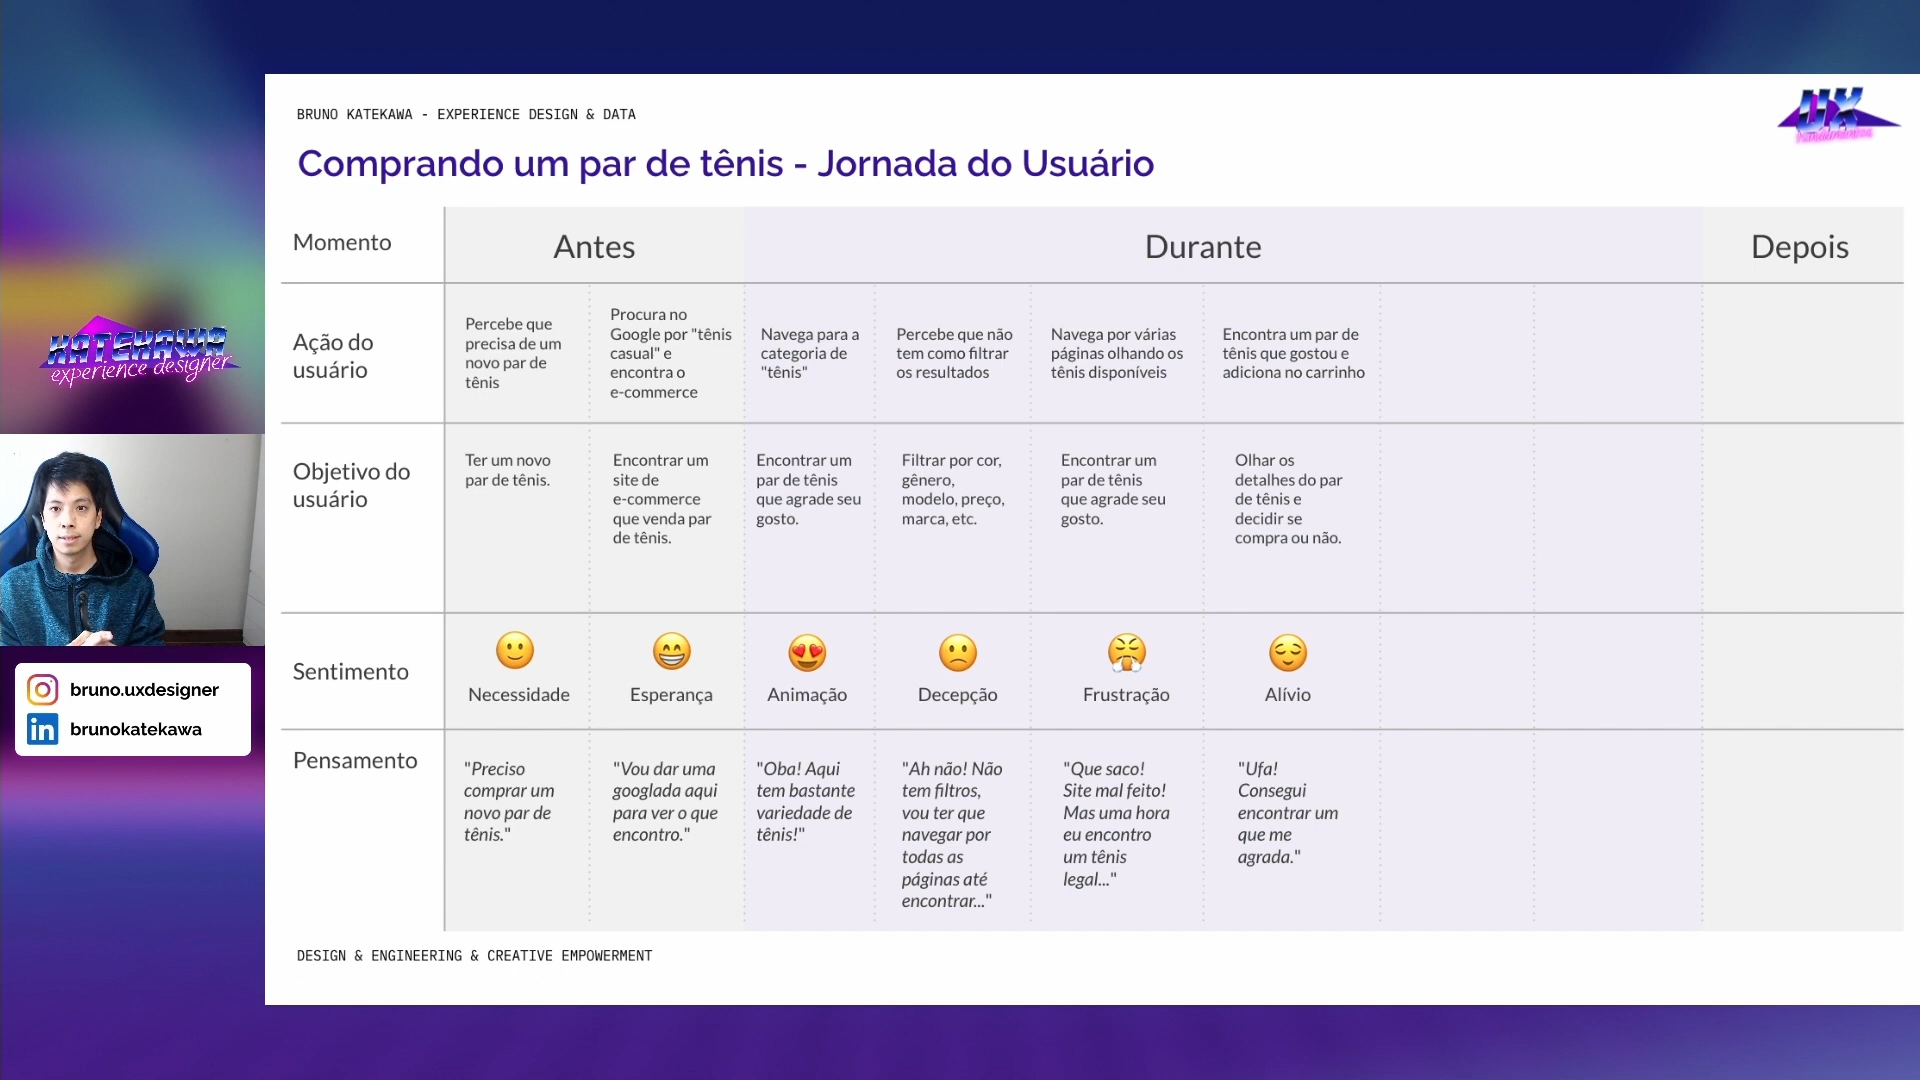 BRUNO KATEKAWA - EXPERIENCE DESIGN & DATA
UX
Comprando um par de tênis - Jornada do Usuário
Momento
Antes
Durante
Depois
Ação do
usuário
Percebe que
precisa de um
novo par de
tênis
Procura no
Google por "tênis
casual" e
encontra o
e-commerce
Navega para a
categoria de
"tênis"
Percebe que não
tem como filtrar
os resultados
Navega por várias
páginas olhando os
tênis disponíveis
Encontra um par de
tênis que gostou e
adiciona no carrinho
Objetivo do
usuário
Ter um novo
par de tênis.
Encontrar um
site de
e-commerce
que venda par
de tênis.
Encontrar um
par de tênis
que agrade seu
gosto.
Filtrar por cor,
gênero,
modelo, preço,
marca, etc.
Encontrar um
par de tênis
que agrade seu
gosto.
Olhar os
detalhes do par
de tênis e
decidir se
compra ou não.
Sentimento
Necessidade
Esperança
Animação
Decepção
Frustração
Alívio
Pensamento
"Preciso
comprar um
novo par de
tênis."
"Vou dar uma
googlada aqui
para ver o que
encontro."
"Oba! Aqui
tem bastante
variedade de
tênis!"
"Ah não! Não
tem filtros,
vou ter que
navegar por
todas as
páginas até
encontrar..."
"Que saco!
Site mal feito!
Mas uma hora
eu encontro
um tênis
legal..."
"Ufa!
Consegui
encontrar um
que me
agrada."
DESIGN & ENGINEERING & CREATIVE EMPOWERMENT
KATEKAWA
experience designer
bruno.uxdesigner
in
brunokatekawa